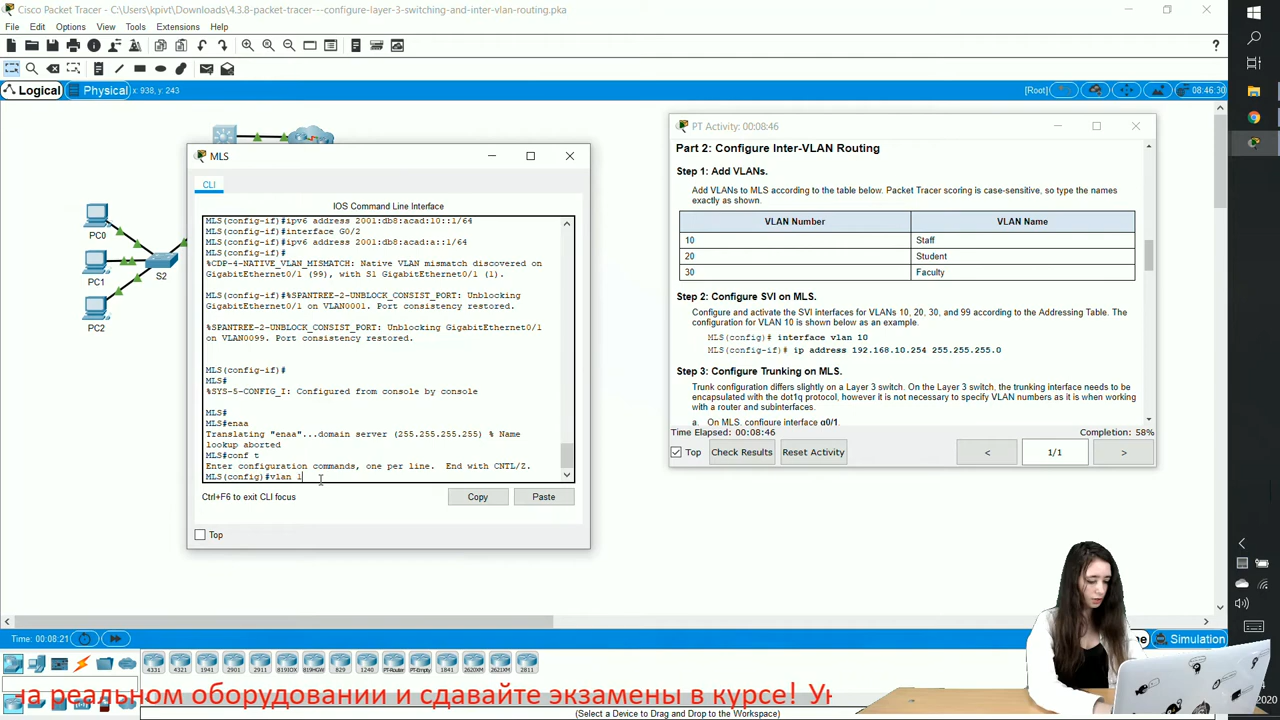 Cisco Packet Tracer - C:\Users\kpivt\Downloads\4.3.8-packet-tracer---configure-layer-3-switching-and-inter-vlan-routing.pka
File Edit Options View Tools Extensions Help
Logical Physical x: 938, y: 243 [Root] 08:46:30
PC0
PC1
PC2
S2
MLS
CLI
IOS Command Line Interface
MLS(config-if)#ipv6 address 2001:db8:acad:10::1/64
MLS(config-if)#interface G0/2
MLS(config-if)#ipv6 address 2001:db8:acad:a::1/64
MLS(config-if)#
%CDP-4-NATIVE_VLAN_MISMATCH: Native VLAN mismatch discovered on
GigabitEthernet0/1 (99), with S1 GigabitEthernet0/1 (1).
MLS(config-if)#%SPANTREE-2-UNBLOCK_CONSIST_PORT: Unblocking
GigabitEthernet0/1 on VLAN0001. Port consistency restored.
%SPANTREE-2-UNBLOCK_CONSIST_PORT: Unblocking GigabitEthernet0/1
on VLAN0099. Port consistency restored.
MLS(config-if)#
MLS#
%SYS-5-CONFIG_I: Configured from console by console
MLS#
MLS#enaa
Translating "enaa"...domain server (255.255.255.255) % Name
lookup aborted
MLS#conf t
Enter configuration commands, one per line. End with CNTL/Z.
MLS(config)#vlan 1
Ctrl+F6 to exit CLI focus
Copy
Paste
Top
PT Activity: 00:08:46
Part 2: Configure Inter-VLAN Routing
Step 1: Add VLANs.
Add VLANs to MLS according to the table below. Packet Tracer scoring is case-sensitive, so type the names
exactly as shown.
VLAN Number VLAN Name
10 Staff
20 Student
30 Faculty
Step 2: Configure SVI on MLS.
Configure and activate the SVI interfaces for VLANs 10, 20, 30, and 99 according to the Addressing Table. The
configuration for VLAN 10 is shown below as an example.
MLS(config)# interface vlan 10
MLS(config-if)# ip address 192.168.10.254 255.255.255.0
Step 3: Configure Trunking on MLS.
Trunk configuration differs slightly on a Layer 3 switch. On the Layer 3 switch, the trunking interface needs to be
encapsulated with the dot1q protocol, however it is not necessary to specify VLAN numbers as it is when working
with a router and subinterfaces.
a. On MLS, configure interface g0/1.
Time Elapsed: 00:08:46 Completion: 58%
Top Check Results Reset Activity < 1/1 >
Time: 00:08:21
Simulation
4331 4321 1941 2901 2911 819IOX 819HGW 829 1240 PT-Router PT-Empty 1841 2620XM 2621XM 2811
на реальном оборудовании и сдавайте экзамены в курсе!
2020
(Select a Device to Drag and Drop to the Workspace)